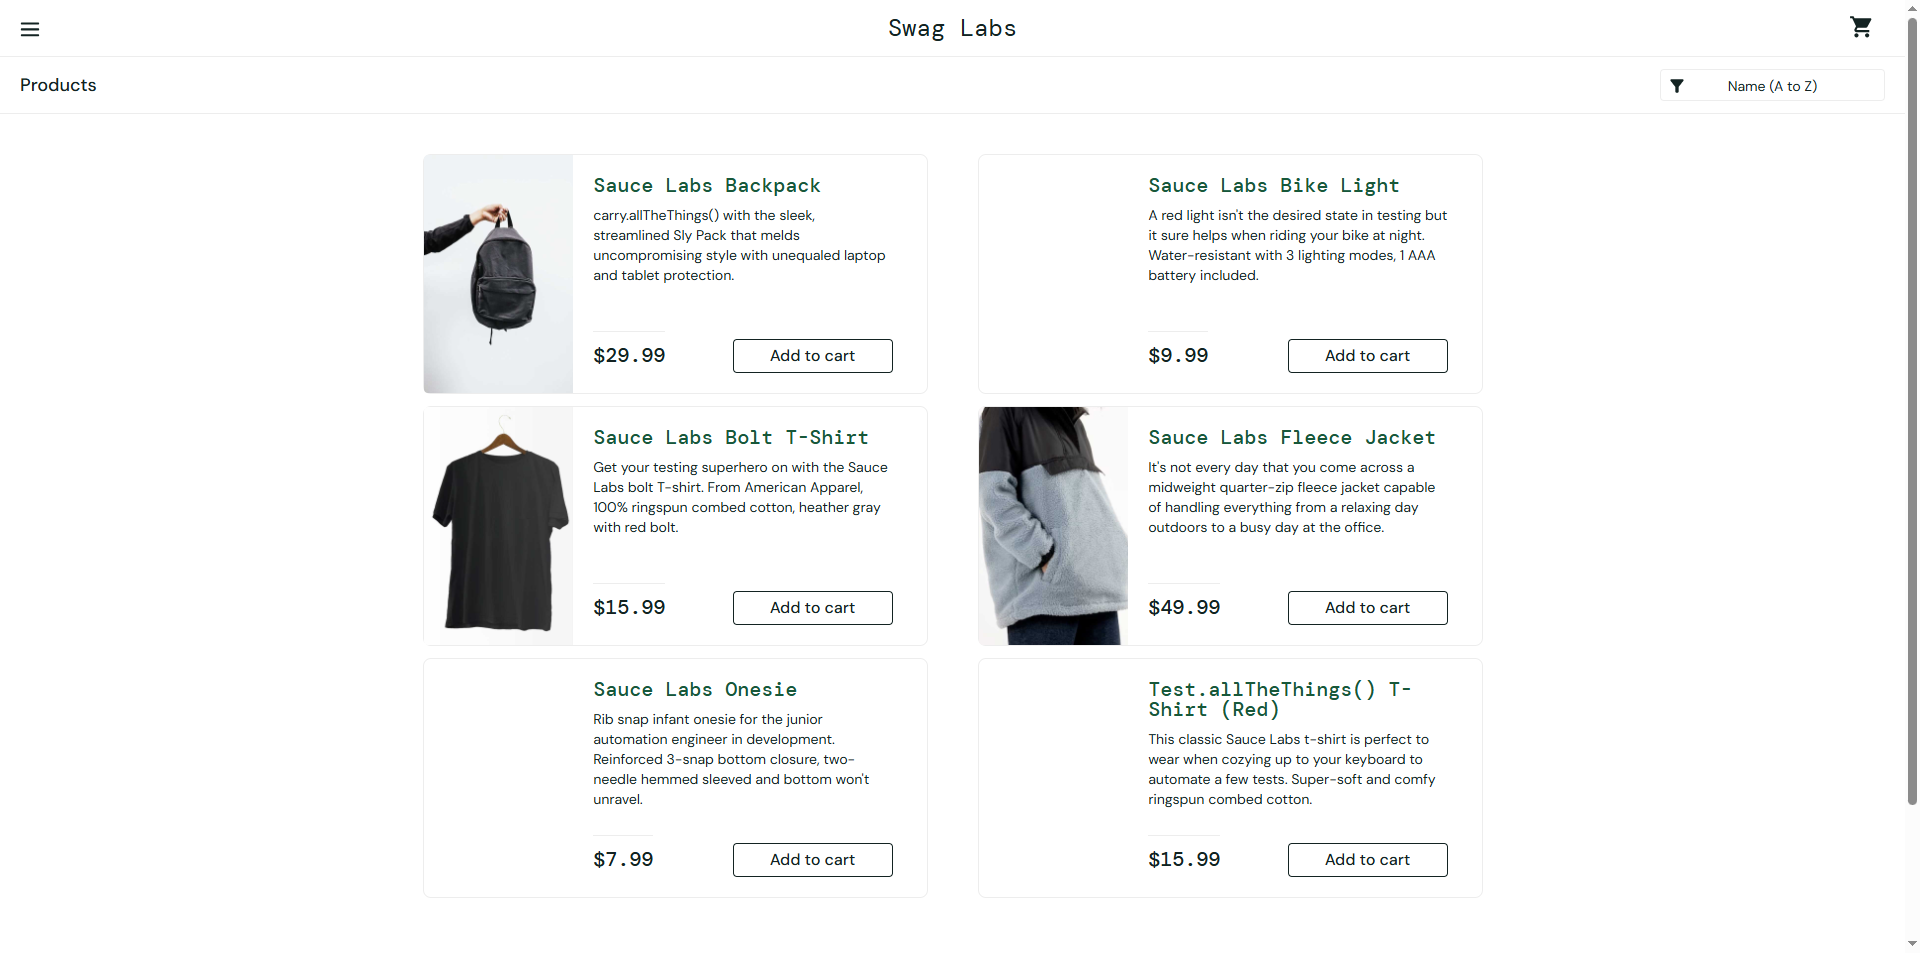 Swag Labs
Products
Name (A to Z)
Sauce Labs Backpack
carry.allTheThings() with the sleek,
streamlined Sly Pack that melds
uncompromising style with unequaled laptop
and tablet protection.
$29.99
Add to cart
Sauce Labs Bike Light
A red light isn't the desired state in testing but
it sure helps when riding your bike at night.
Water-resistant with 3 lighting modes, 1 AAA
battery included.
$9.99
Add to cart
Sauce Labs Bolt T-Shirt
Get your testing superhero on with the Sauce
Labs bolt T-shirt. From American Apparel,
100% ringspun combed cotton, heather gray
with red bolt.
$15.99
Add to cart
Sauce Labs Fleece Jacket
It's not every day that you come across a
midweight quarter-zip fleece jacket capable
of handling everything from a relaxing day
outdoors to a busy day at the office.
$49.99
Add to cart
Sauce Labs Onesie
Rib snap infant onesie for the junior
automation engineer in development.
Reinforced 3-snap bottom closure, two-
needle hemmed sleeved and bottom won't
unravel.
$7.99
Add to cart
Test.allTheThings() T-
Shirt (Red)
This classic Sauce Labs t-shirt is perfect to
wear when cozying up to your keyboard to
automate a few tests. Super-soft and comfy
ringspun combed cotton.
$15.99
Add to cart